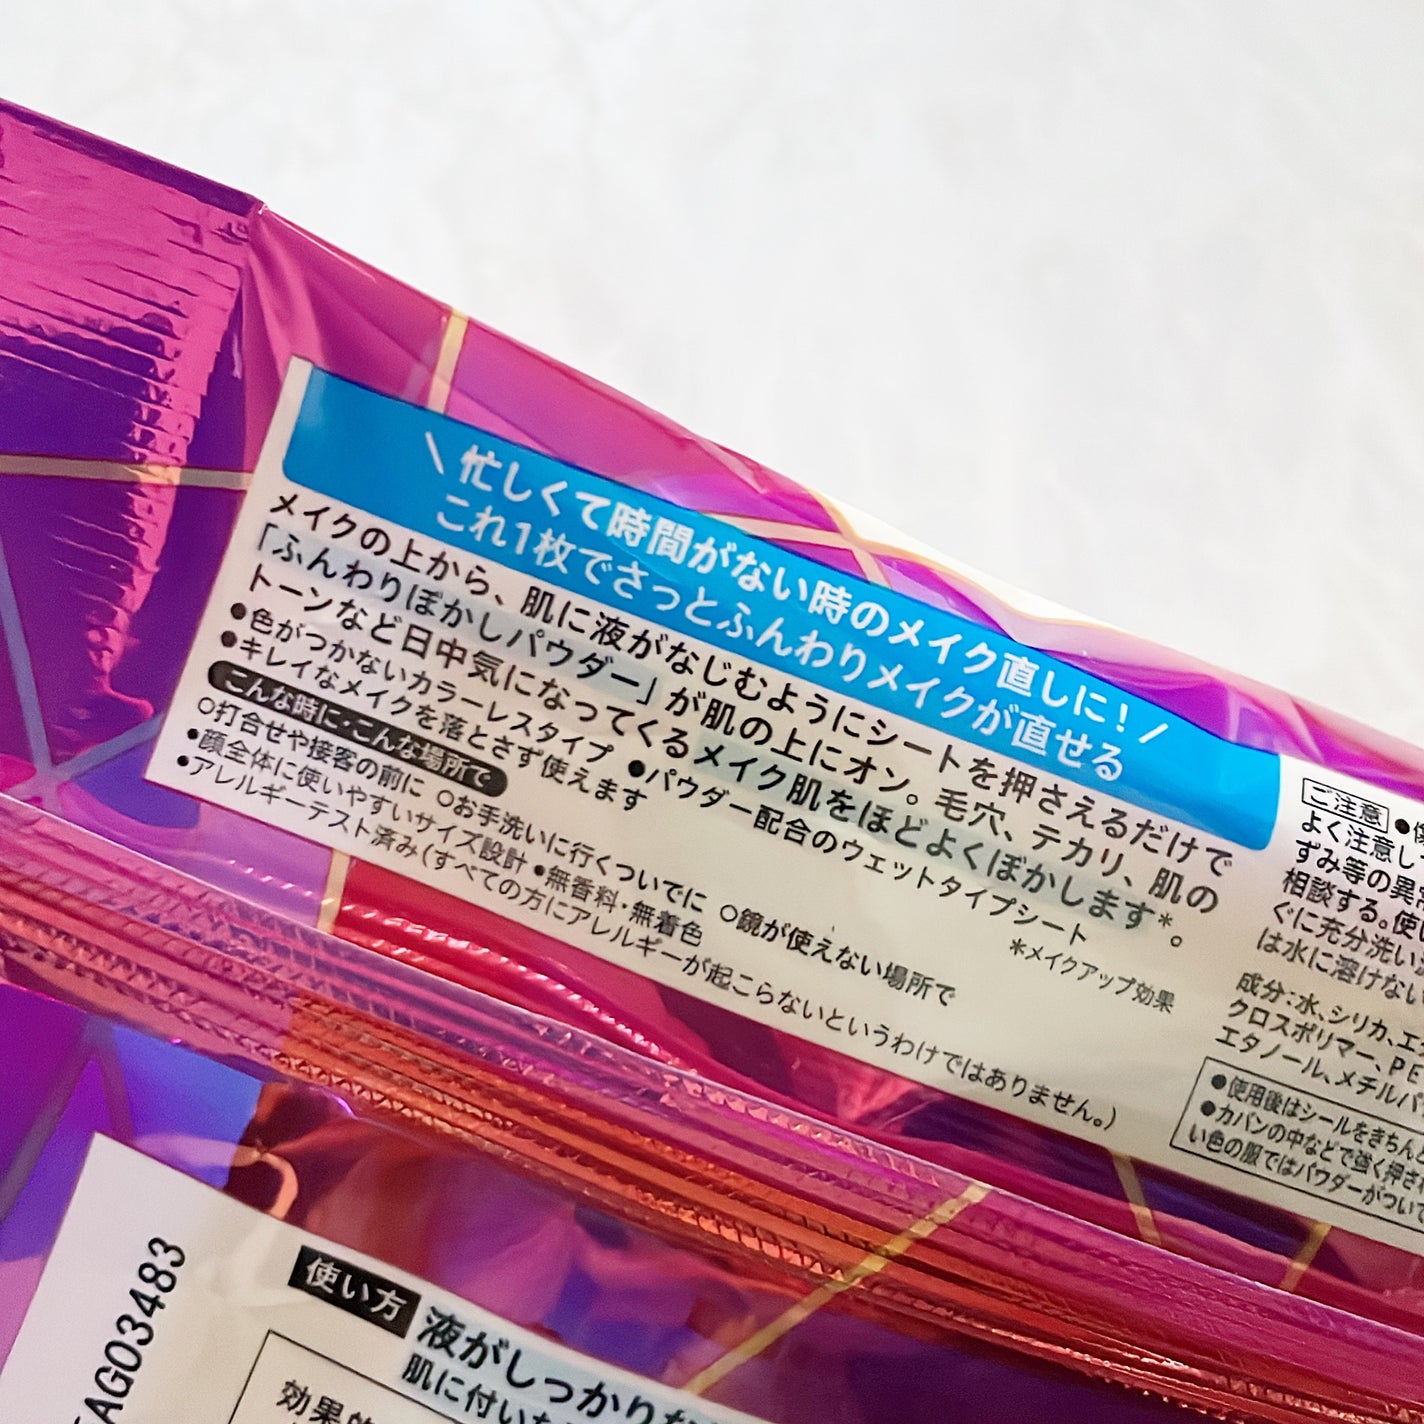 \ 忙しくて時間がない時のメイク直しに! /
これ1枚でさっとふんわりメイクが直せる
メイクの上から、肌に液がなじむようにシートを押さえるだけで
「ふんわりぼかしパウダー」が肌の上にオン。毛穴、テカリ、肌の
トーンなど日中気になってくるメイク肌をほどよくぼかします*。
●色がつかないカラーレスタイプ ●パウダー配合のウェットタイプシート
●キレイなメイクを落とさず使えます
*メイクアップ効果
こんな時に・こんな場所で
○打合せや接客の前に ○お手洗いに行くついでに ○鏡が使えない場所で
●顔全体に使いやすいサイズ設計 ●無香料・無着色
●アレルギーテスト済み(すべての方にアレルギーが起こらないというわけではありません。)
ご注意 ●
よく注意し
ずみ等の異常
相談する。使
ぐに充分洗い
は水に溶けない
成分:水、シリカ、エ
クロスポリマー、PE
エタノール、メチルパ
●使用後はシールをきちん
●カバンの中などで強く押さ
い色の服ではパウダーがつい
AG03483
使い方 液がしっかり
肌に付い
効果